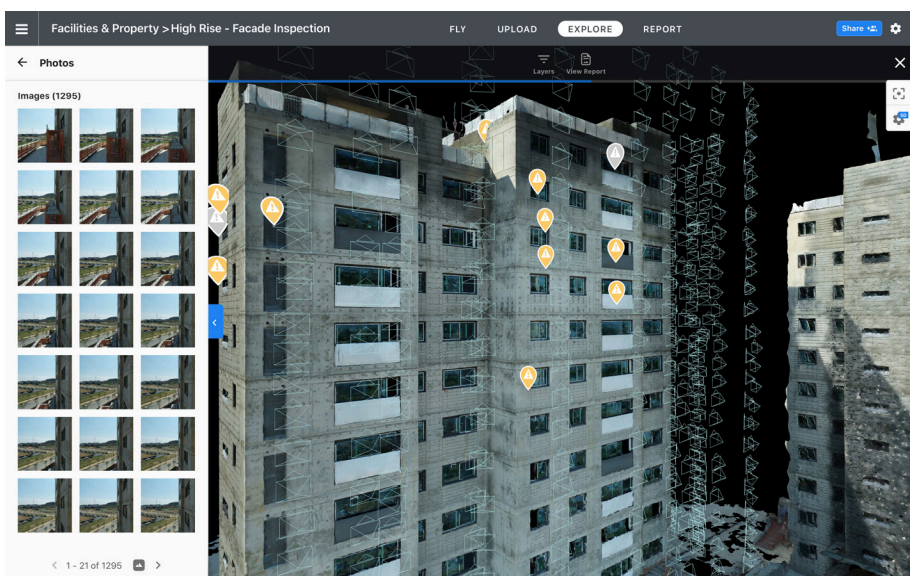 Facilities & Property > High Rise - Facade Inspection
FLY
UPLOAD
EXPLORE
REPORT
Share
Photos
Layers
View Report
Images (1295)
1 - 21 of 1295